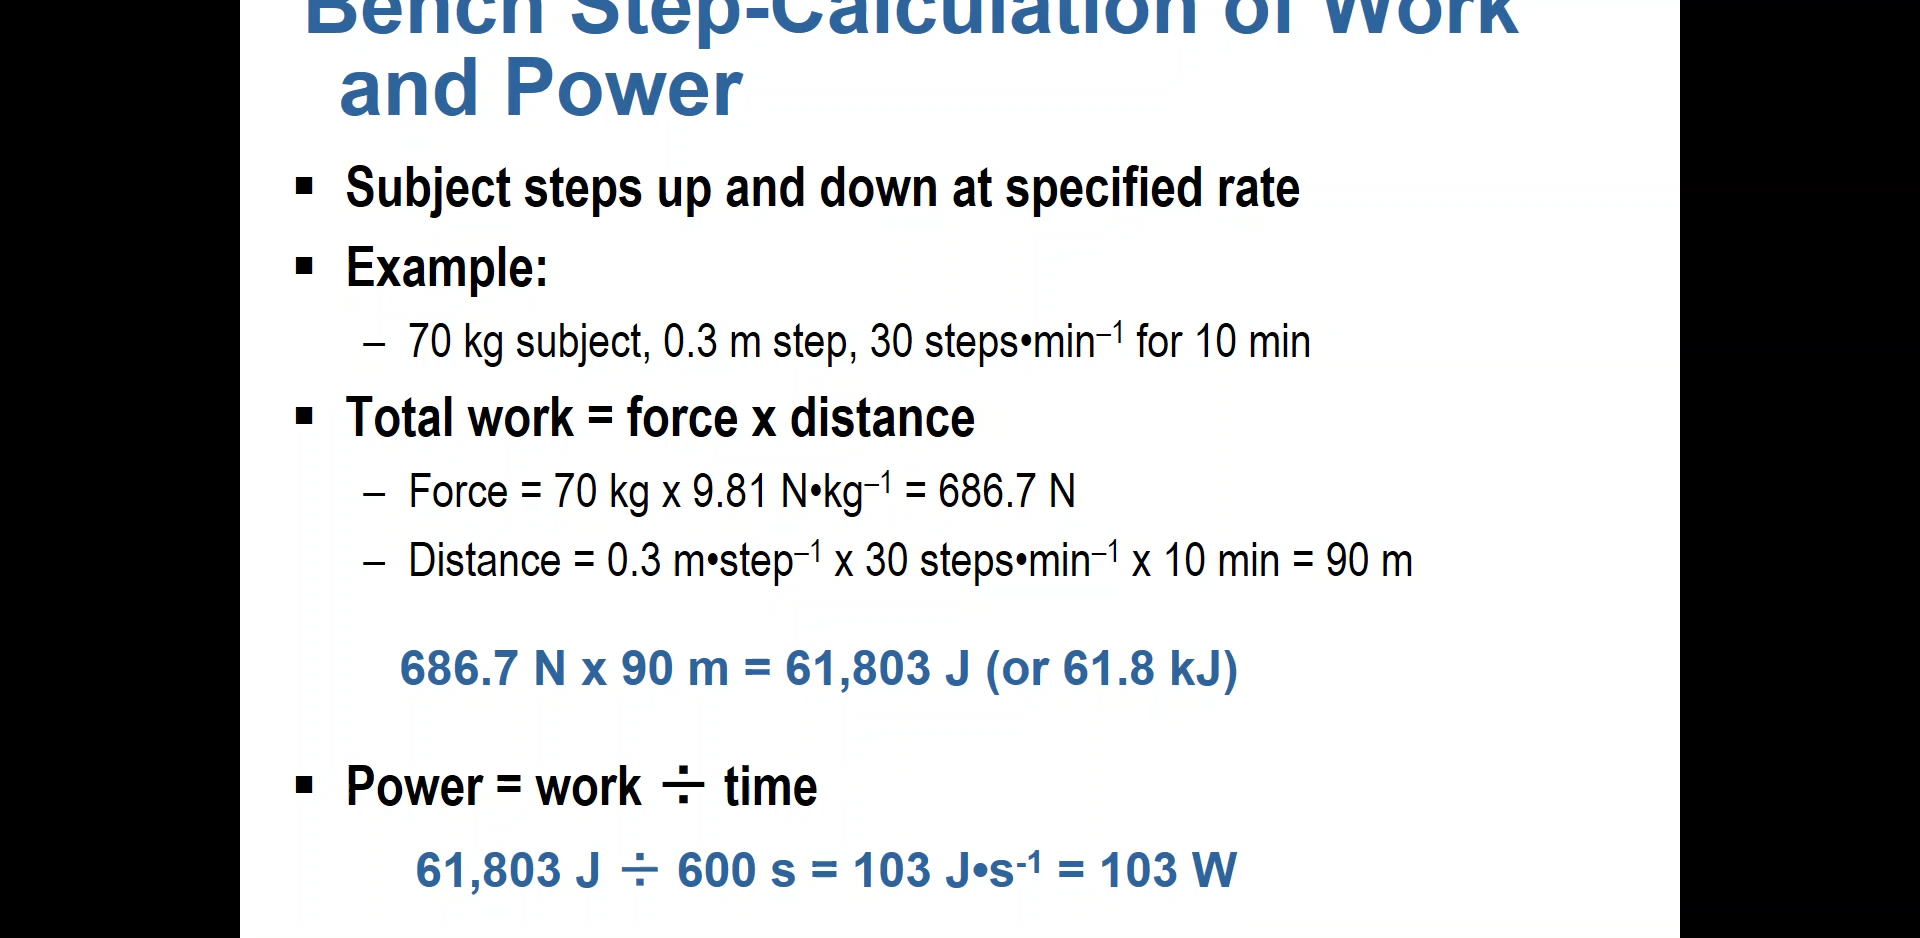 Bench Step-Calculation of Work
and Power
▪ Subject steps up and down at specified rate
▪ Example:
– 70 kg subject, 0.3 m step, 30 steps•min⁻¹ for 10 min
▪ Total work = force x distance
– Force = 70 kg x 9.81 N•kg⁻¹ = 686.7 N
– Distance = 0.3 m•step⁻¹ x 30 steps•min⁻¹ x 10 min = 90 m
686.7 N x 90 m = 61,803 J (or 61.8 kJ)
▪ Power = work ÷ time
61,803 J ÷ 600 s = 103 J•s⁻¹ = 103 W